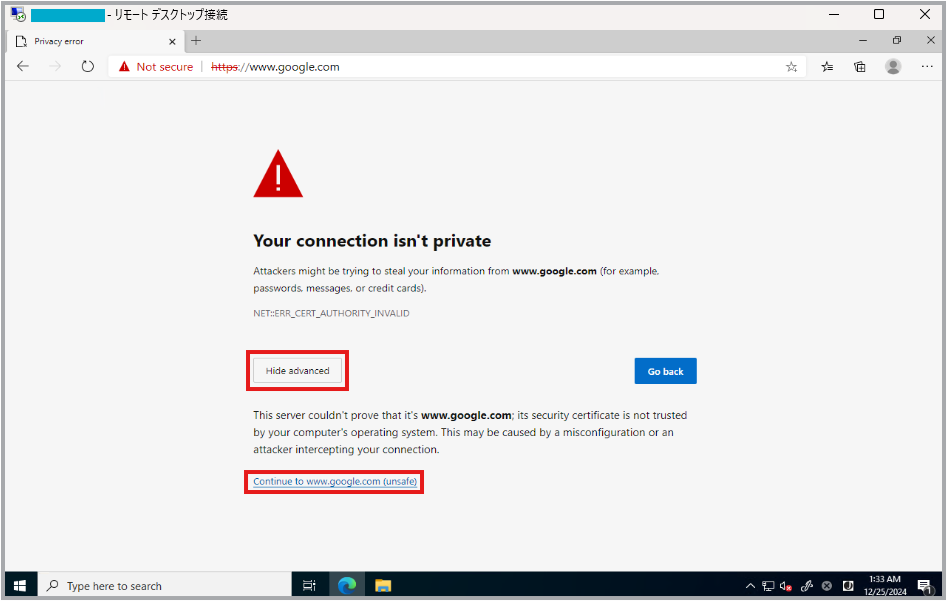 - リモート デスクトップ接続
Privacy error
Not secure | https://www.google.com
Your connection isn't private
Attackers might be trying to steal your information from www.google.com (for example,
passwords, messages, or credit cards).
NET::ERR_CERT_AUTHORITY_INVALID
Hide advanced
Go back
This server couldn't prove that it's www.google.com; its security certificate is not trusted
by your computer's operating system. This may be caused by a misconfiguration or an
attacker intercepting your connection.
Continue to www.google.com (unsafe)
Type here to search
1:33 AM
12/25/2024
1